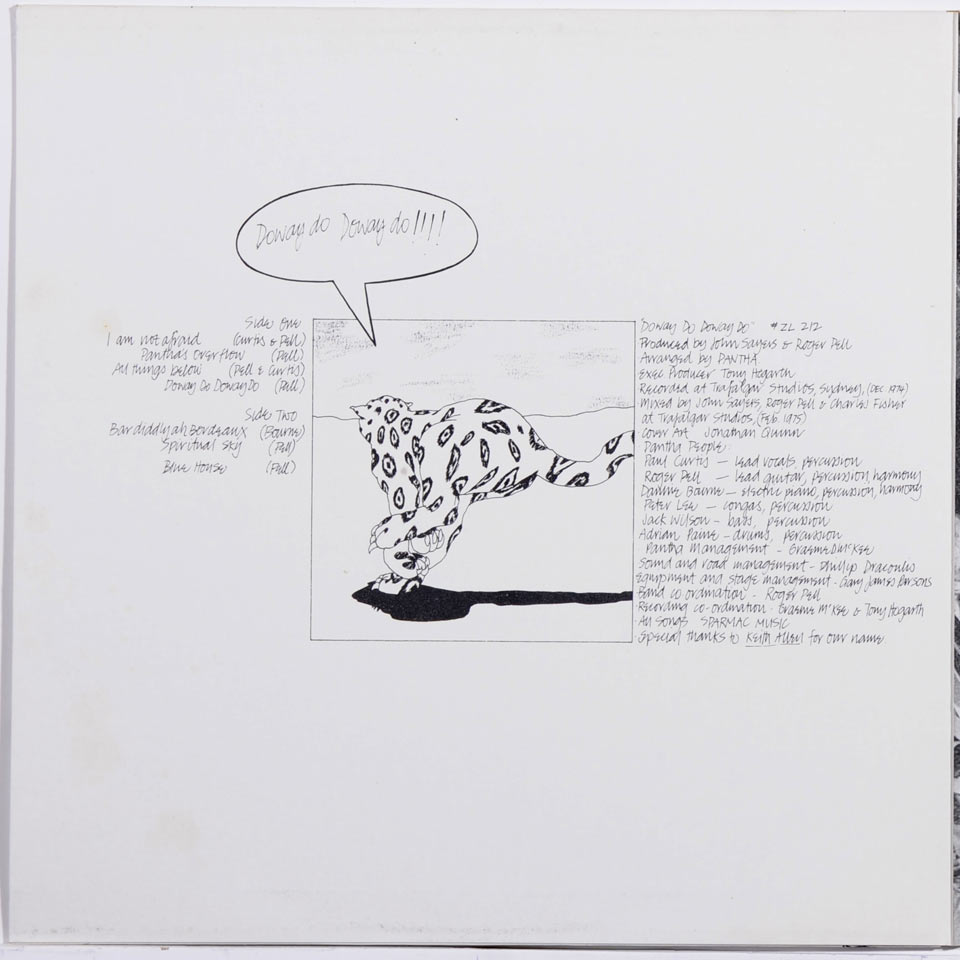 Doway do Doway do!!!!
Side One
I am not afraid (Curtis & Pell)
Pantha's Overflow (Pell)
All things below (Pell & Curtis)
Doway Do Doway Do (Pell)
Side Two
Bardiddlyah Bordeaux (Bourne)
Spiritual Sky (Pell)
Blue House (Pell)
"Doway Do Doway Do" #ZL 212
Produced by John Sayers & Roger Pell
Arranged by PANTHA
Exec Producer Tony Hogarth
Recorded at Trafalgar Studios, Sydney, (DEC 1974)
Mixed by John Sayers, Roger Pell & Charles Fisher
at Trafalgar Studios, (Feb. 1975)
Cover Art Jonathan Quinn
Pantha People:
Paul Curtis — lead vocals, percussion
Roger Pell — lead guitar, percussion, harmony
Daryl Bourne — electric piano, percussion, harmony
Peter Lee — congas, percussion
Jack Wilson — bass, percussion
Adrian Paine — drums, percussion
Pantha Management - Graeme McKee
Sound and road management - Phillip Dracoulis
Equipment and stage management - Gary James Parsons
Band co ordination - Roger Pell
Recording co-ordination - Graeme McKee & Tony Hogarth
All songs SPARMAC MUSIC
Special thanks to Keith Allen for our name